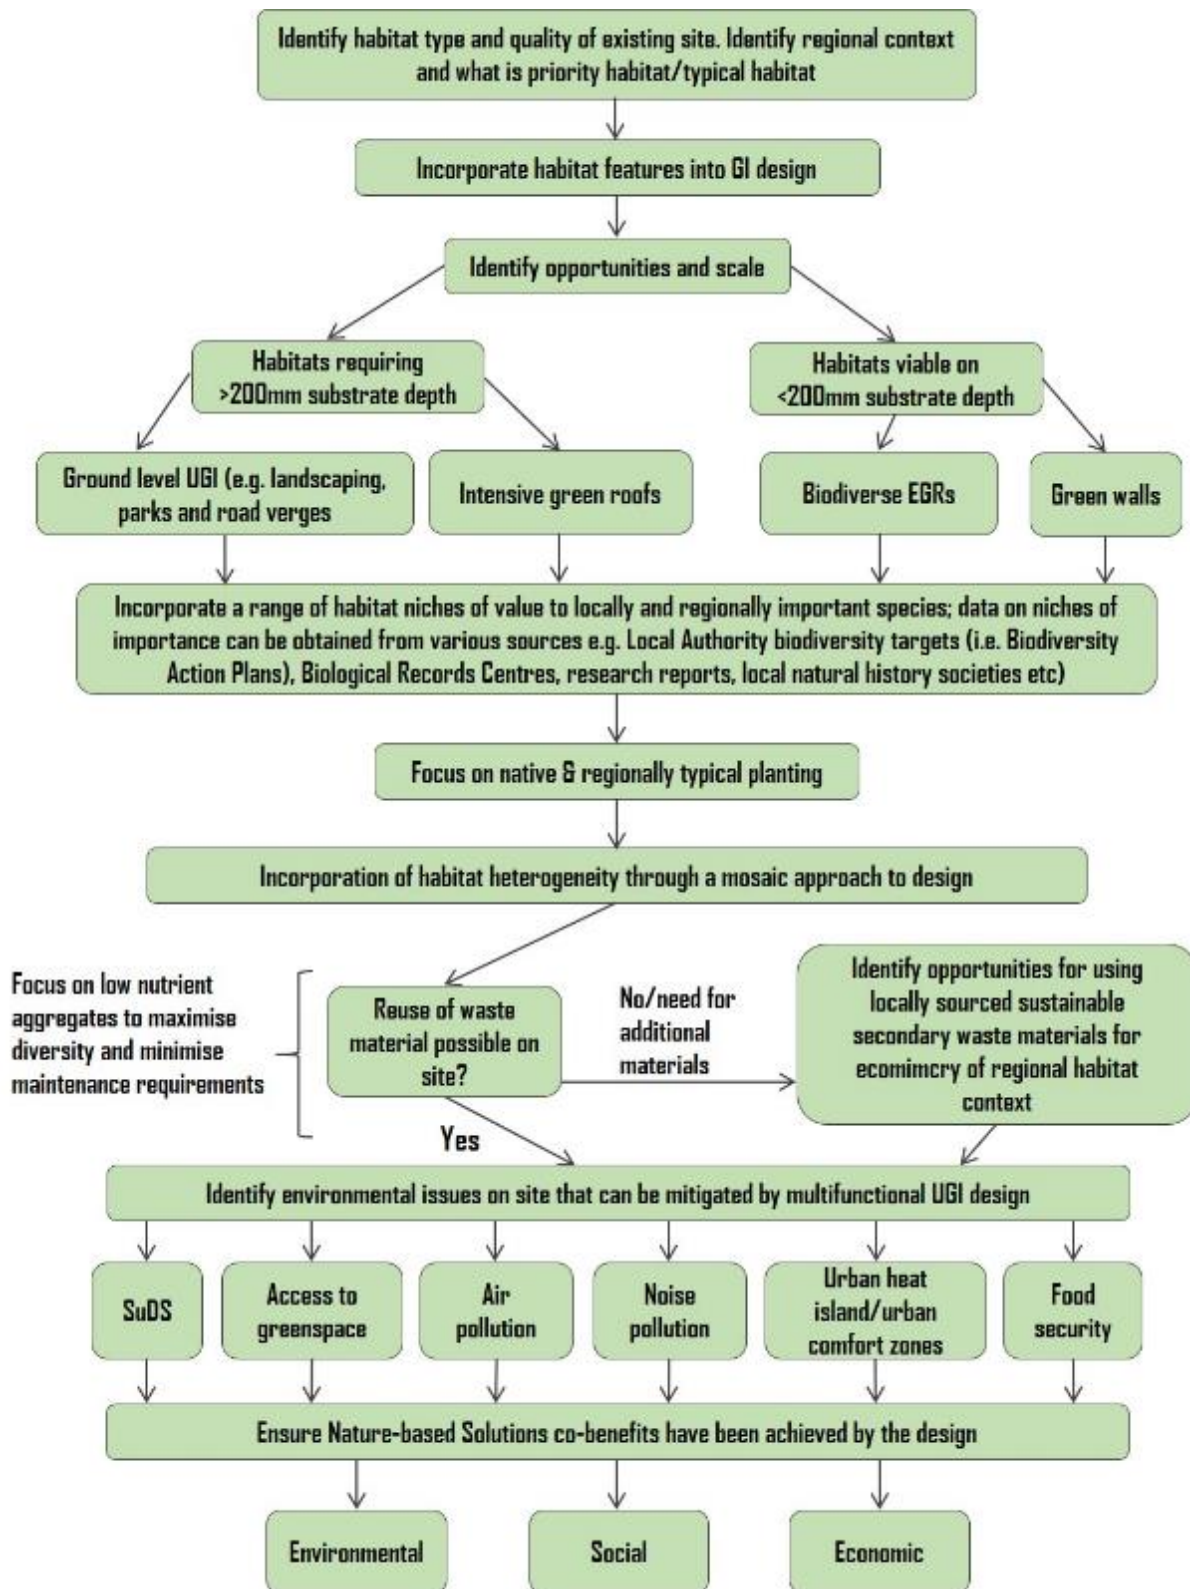 Identify habitat type and quality of existing site. Identify regional context
and what is priority habitat/typical habitat
Incorporate habitat features into GI design
Identify opportunities and scale
Habitats requiring
>200mm substrate depth
Habitats viable on
<200mm substrate depth
Ground level UGI (e.g. landscaping,
parks and road verges
Intensive green roofs
Biodiverse EGRs
Green walls
Incorporate a range of habitat niches of value to locally and regionally important species; data on niches of
importance can be obtained from various sources e.g. Local Authority biodiversity targets (i.e. Biodiversity
Action Plans), Biological Records Centres, research reports, local natural history societies etc)
Focus on native & regionally typical planting
Incorporation of habitat heterogeneity through a mosaic approach to design
Focus on low nutrient
aggregates to maximise
diversity and minimise
maintenance requirements
Reuse of waste
material possible on
site?
No/need for
additional
materials
Identify opportunities for using
locally sourced sustainable
secondary waste materials for
ecomimcry of regional habitat
context
Yes
Identify environmental issues on site that can be mitigated by multifunctional UGI design
SuDS
Access to
greenspace
Air
pollution
Noise
pollution
Urban heat
island/urban
comfort zones
Food
security
Ensure Nature-based Solutions co-benefits have been achieved by the design
Environmental
Social
Economic